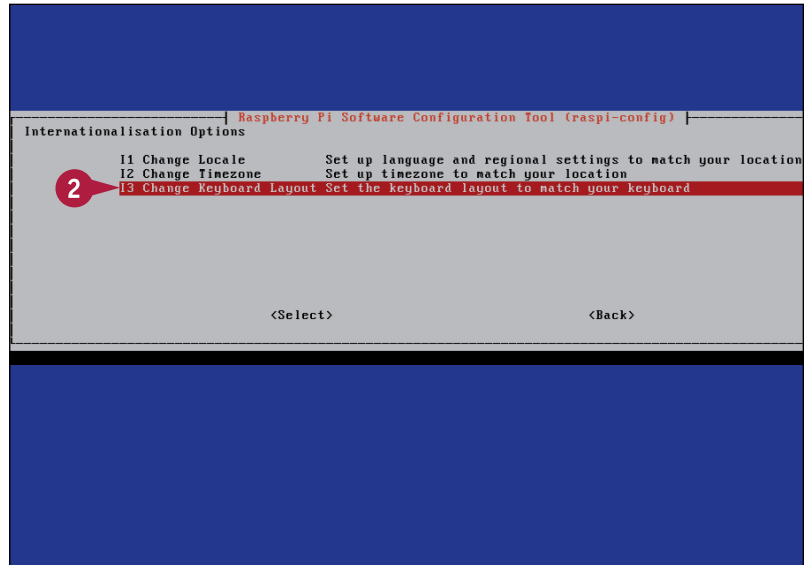 Raspberry Pi Software Configuration Tool (raspi-config)
Internationalisation Options
I1 Change Locale Set up language and regional settings to match your location
I2 Change Timezone Set up timezone to match your location
2
I3 Change Keyboard Layout Set the keyboard layout to match your keyboard
<Select> <Back>